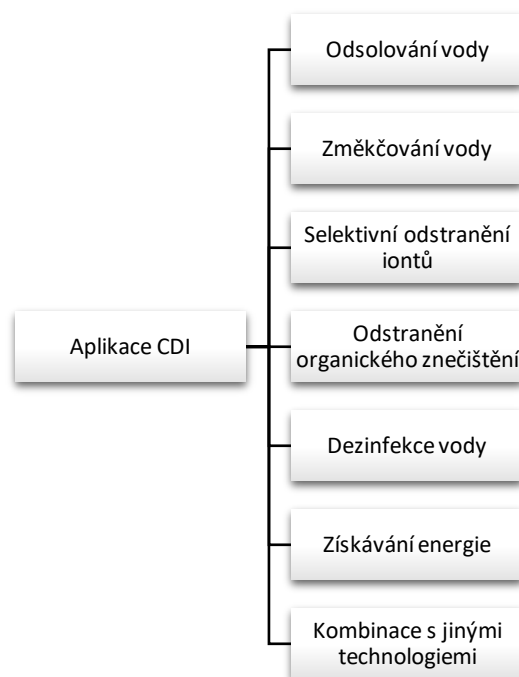 Odsolování vody
Změkčování vody
Selektivní odstranění
iontů
Aplikace CDI
Odstranění
organického znečištění
Dezinfekce vody
Získávání energie
Kombinace s jinými
technologiemi